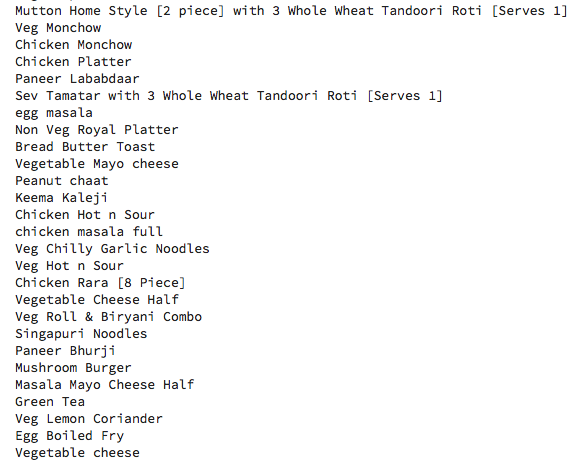 Mutton Home Style [2 piece] with 3 Whole Wheat Tandoori Roti [Serves 1]
Veg Monchow
Chicken Monchow
Chicken Platter
Paneer Lababdaar
Sev Tamatar with 3 Whole Wheat Tandoori Roti [Serves 1]
egg masala
Non Veg Royal Platter
Bread Butter Toast
Vegetable Mayo cheese
Peanut chaat
Keema Kaleji
Chicken Hot n Sour
chicken masala full
Veg Chilly Garlic Noodles
Veg Hot n Sour
Chicken Rara [8 Piece]
Vegetable Cheese Half
Veg Roll & Biryani Combo
Singapuri Noodles
Paneer Bhurji
Mushroom Burger
Masala Mayo Cheese Half
Green Tea
Veg Lemon Coriander
Egg Boiled Fry
Vegetable cheese